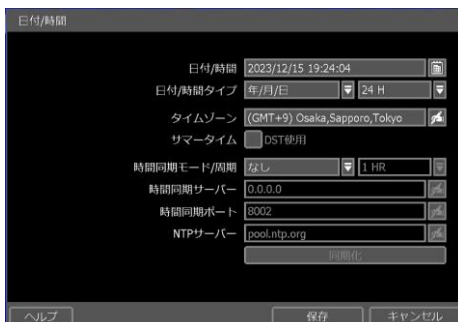 日付/時間
日付/時間 2023/12/15 19:24:04
日付/時間タイプ 年/月/日 24 H
タイムゾーン (GMT+9) Osaka,Sapporo,Tokyo
サマータイム DST使用
時間同期モード/周期 なし 1 HR
時間同期サーバー 0.0.0.0
時間同期ポート 8002
NTPサーバー pool.ntp.org
同期化
ヘルプ 保存 キャンセル